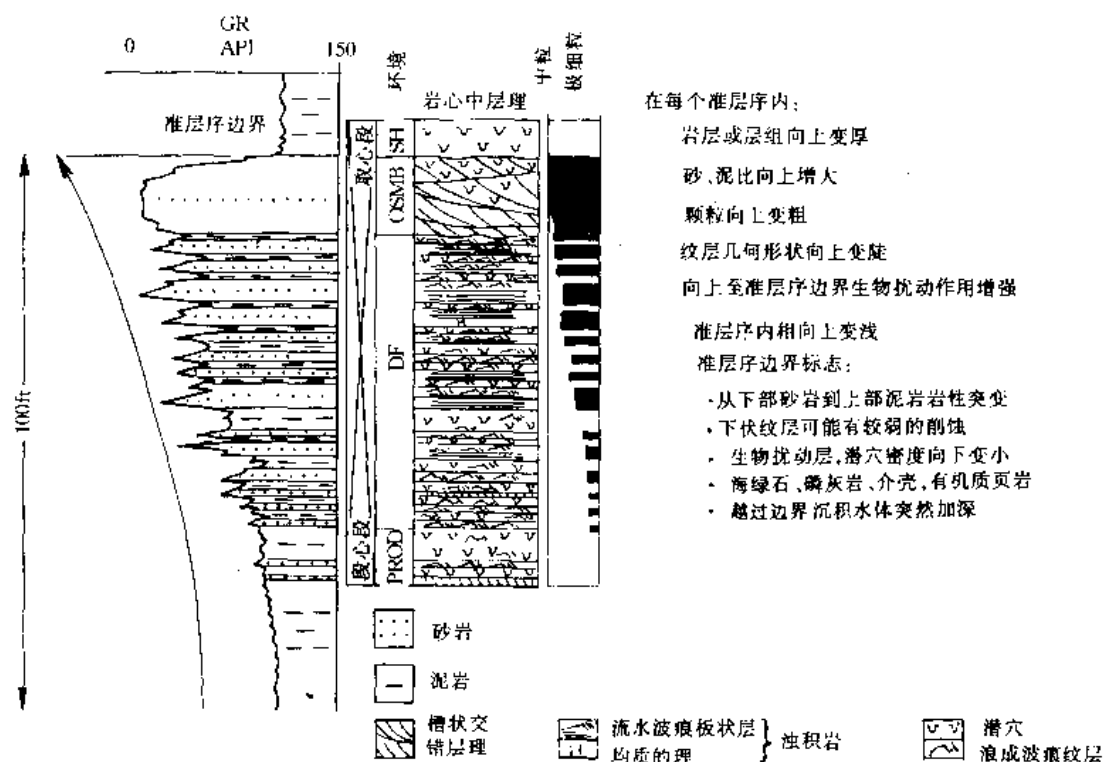 GR
0 API 150
环境
中粒
极细粒
岩心中层理
准层序边界
取心段
SH
OSMB
DF
段心段
PROD
100ft
在每个准层序内：
岩层或层组向上变厚
砂、泥比向上增大
颗粒向上变粗
纹层几何形状向上变陡
向上至准层序边界生物扰动作用增强
准层序内相向上变浅
准层序边界标志：
·从下部砂岩到上部泥岩岩性突变
·下伏纹层可能有较弱的削蚀
·生物扰动层，潜穴密度向下变小
·海绿石、磷灰岩、介壳，有机质页岩
·越过边界沉积水体突然加深
砂岩
泥岩
槽状交
错层理
流水波痕板状层
均质的理
浊积岩
潜穴
浪成波痕纹层